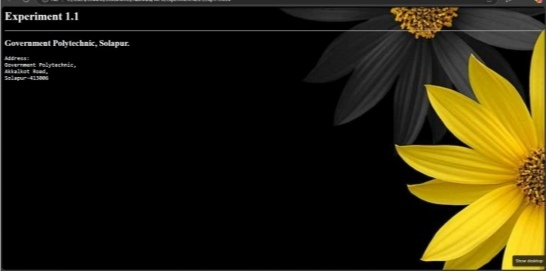 Experiment 1.1
Government Polytechnic, Solapur.
Address:
Government Polytechnic,
Akkalkot Road,
Solapur-413006
Show desktop